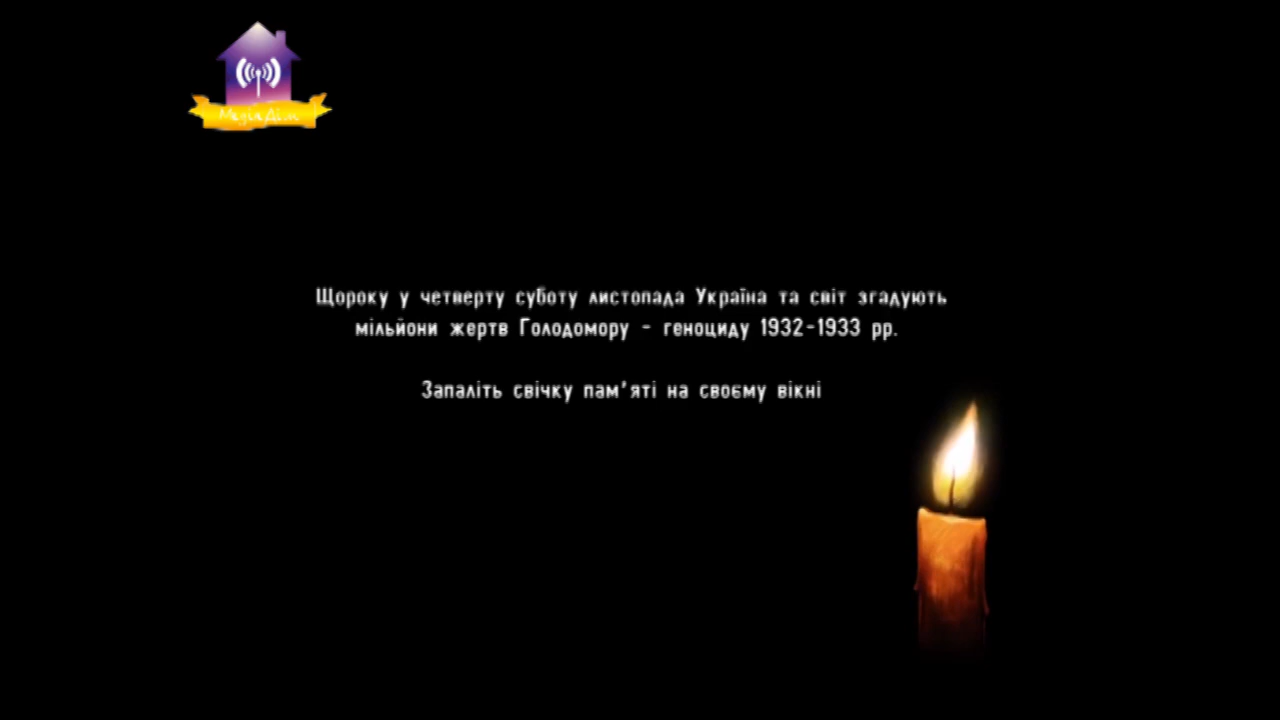 МедіаДім
Щороку у четверту суботу листопада Україна та світ згадують
мільйони жертв Голодомору - геноциду 1932-1933 рр.
Запаліть свічку пам'яті на своєму вікні